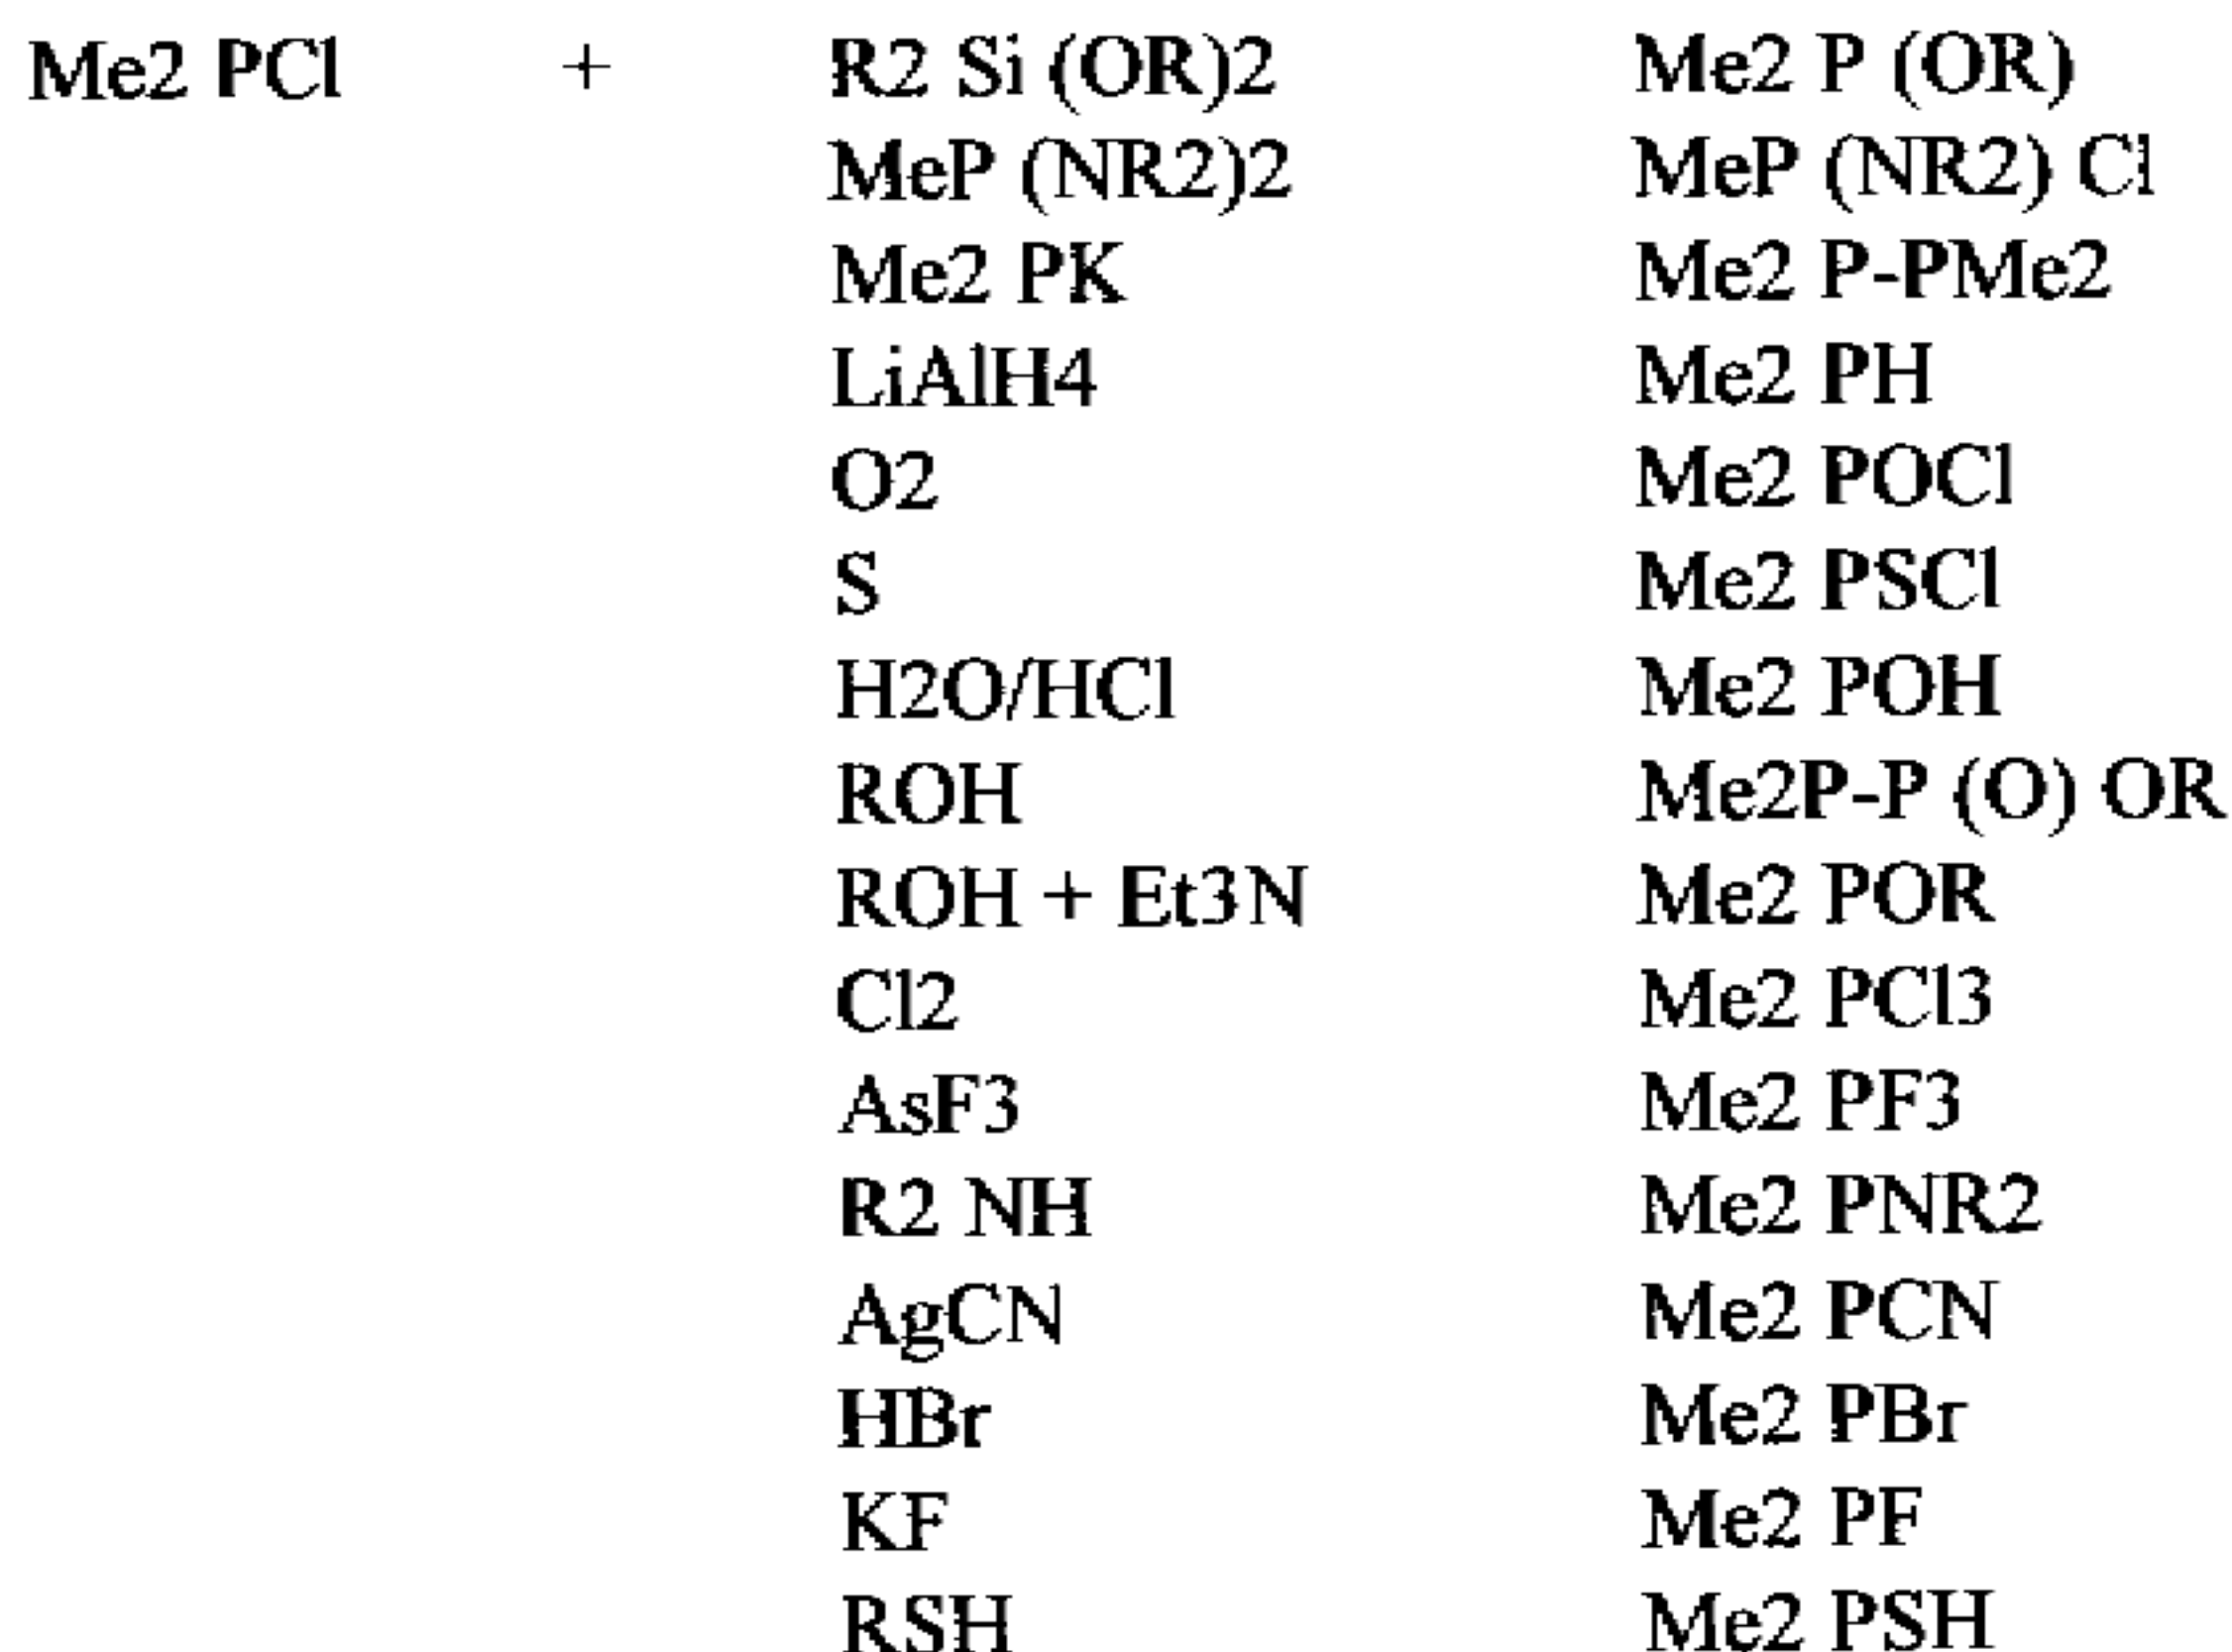 Me2 PCl + R2 Si (OR)2 Me2 P (OR)
MeP (NR2)2 MeP (NR2) Cl
Me2 PK Me2 P-PMe2
LiAlH4 Me2 PH
O2 Me2 POCl
S Me2 PSCl
H2O/HCl Me2 POH
ROH Me2P-P (O) OR
ROH + Et3N Me2 POR
Cl2 Me2 PCl3
AsF3 Me2 PF3
R2 NH Me2 PNR2
AgCN Me2 PCN
HBr Me2 PBr
KF Me2 PF
RSH Me2 PSH